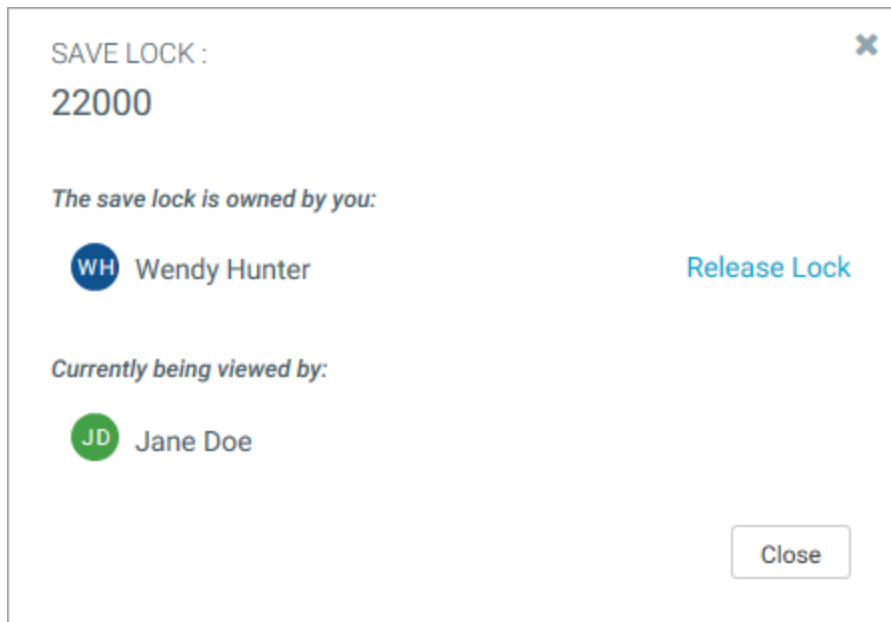 SAVE LOCK :
22000
The save lock is owned by you:
WH Wendy Hunter Release Lock
Currently being viewed by:
JD Jane Doe
Close